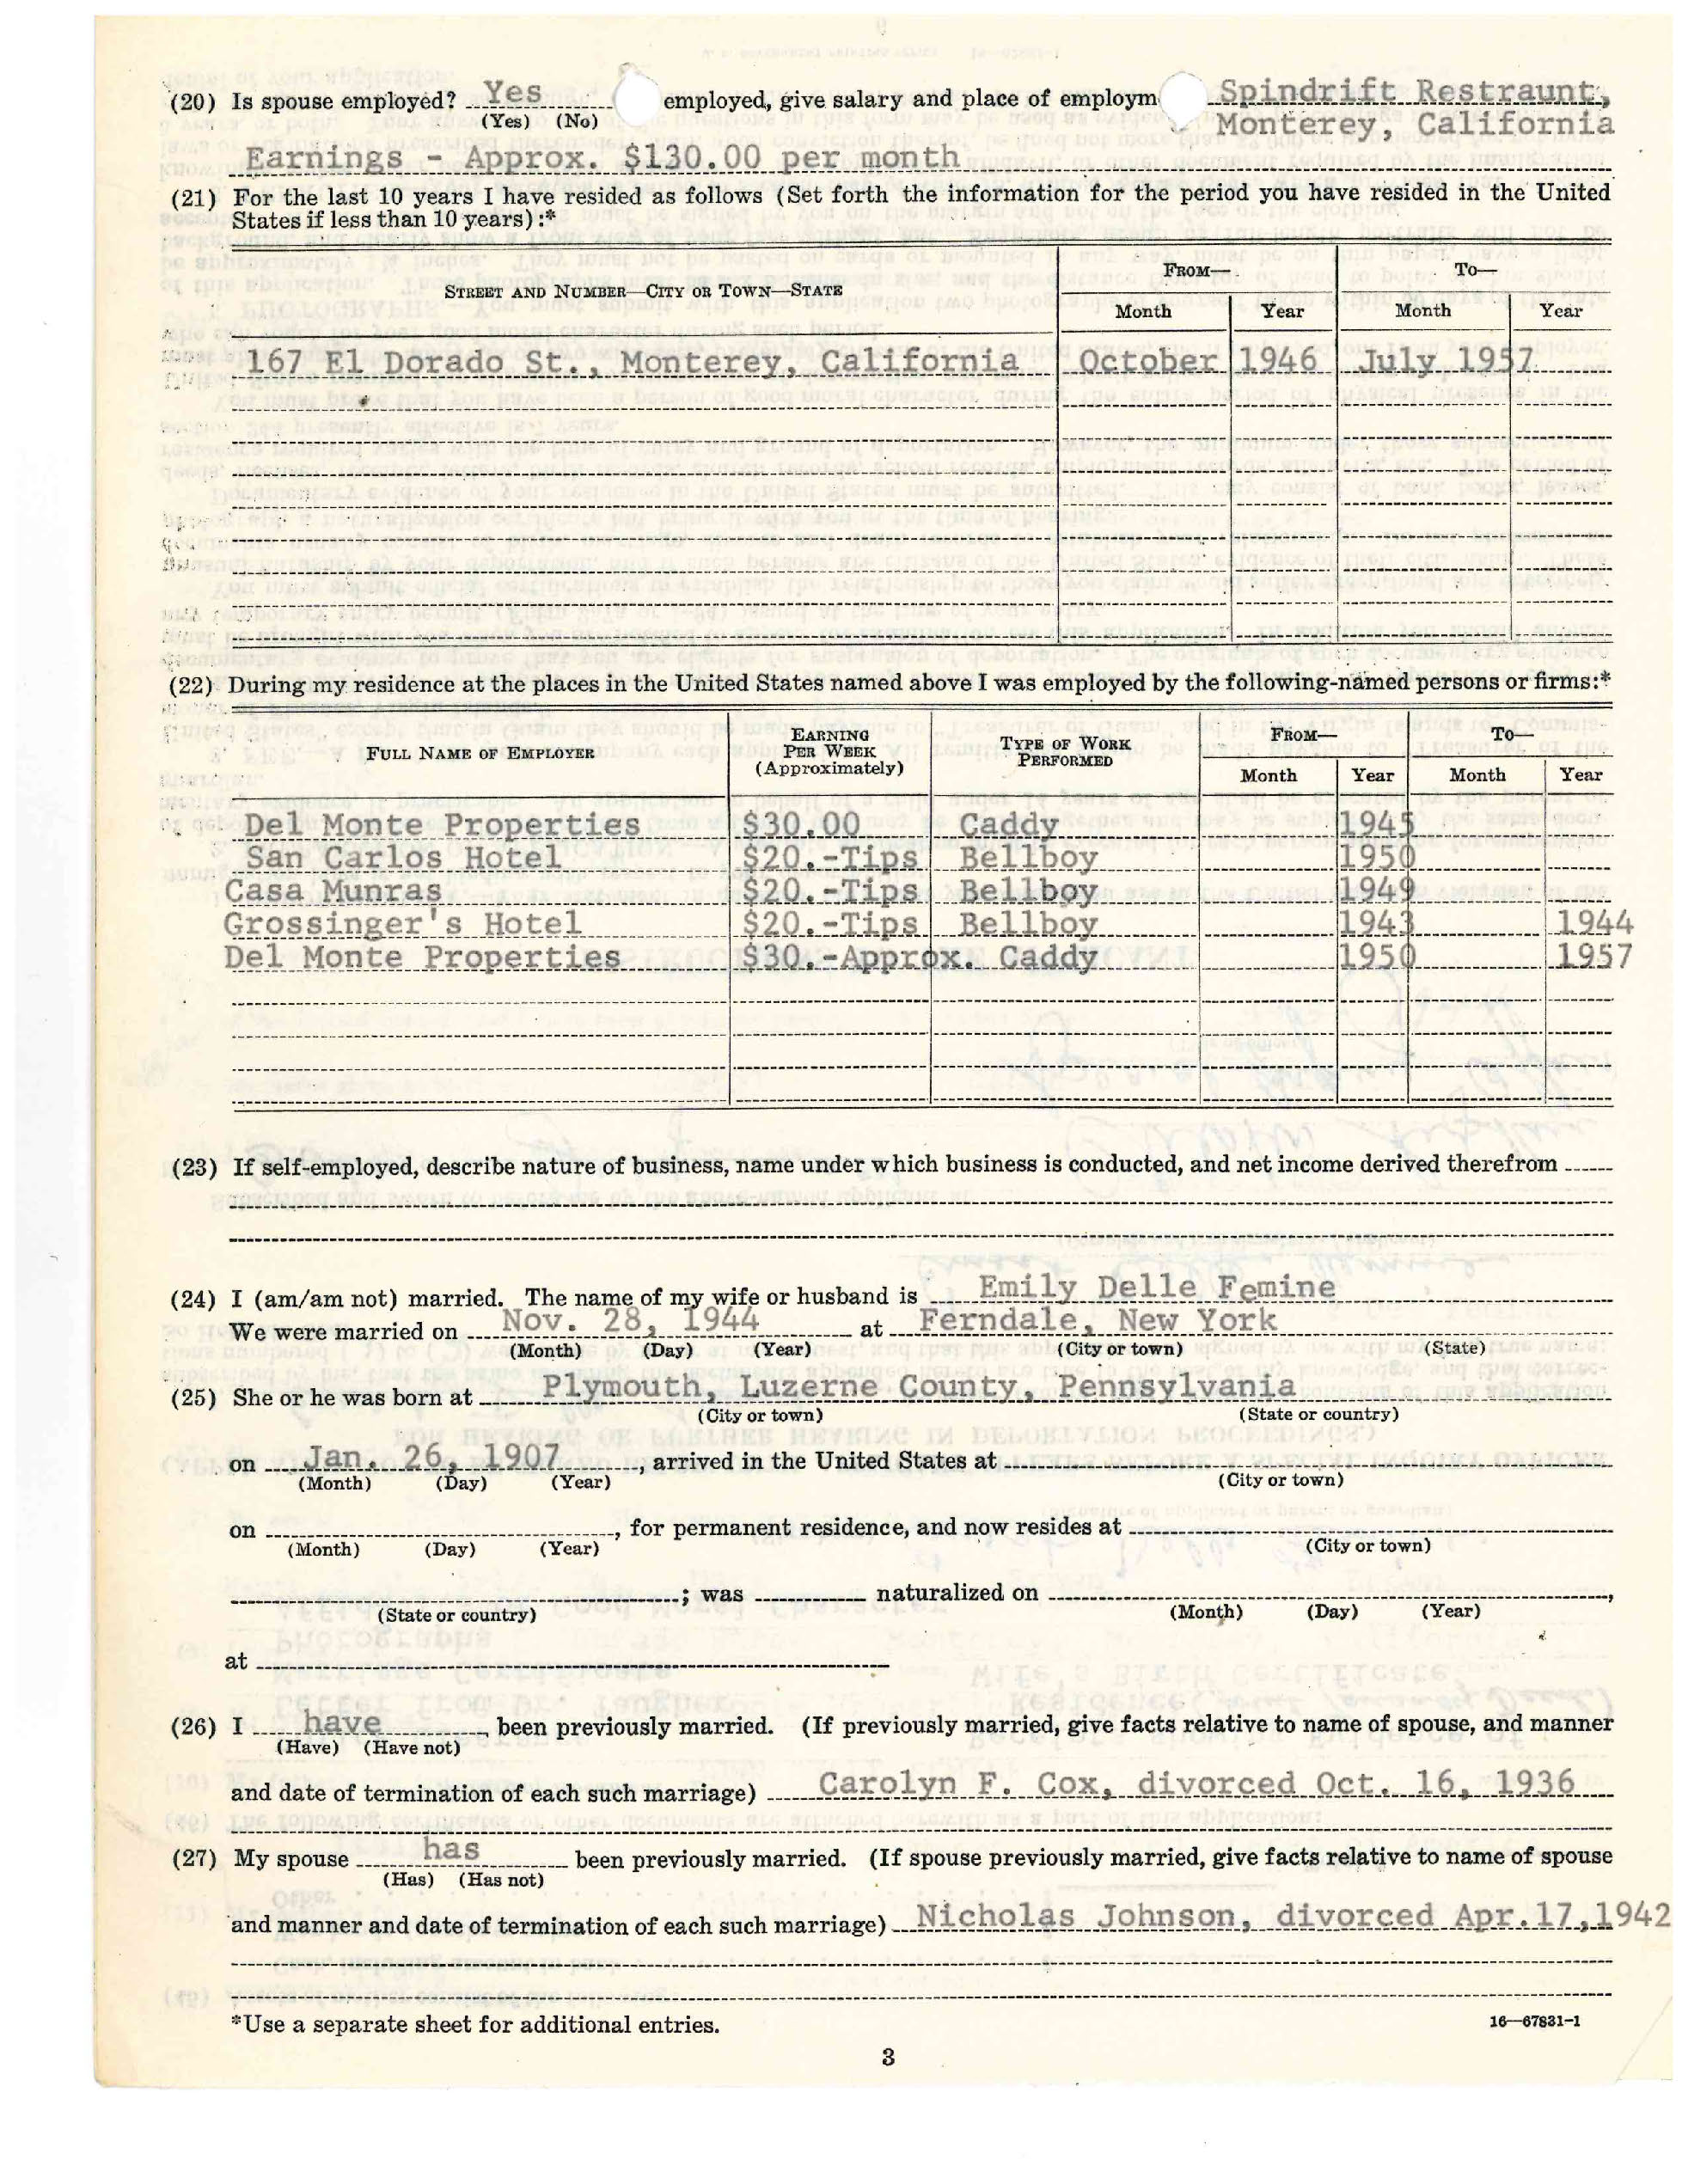 (20) Is spouse employed? Yes employed, give salary and place of employm Spindrift Restraunt,
(Yes) (No) Monterey, California
Earnings - Approx. $130.00 per month
(21) For the last 10 years I have resided as follows (Set forth the information for the period you have resided in the United
States if less than 10 years):*
STREET AND NUMBER—CITY OR TOWN—STATE FROM— TO—
Month Year Month Year
167 El Dorado St., Monterey, California October 1946 July 1957
(22) During my residence at the places in the United States named above I was employed by the following-named persons or firms:*
FULL NAME OF EMPLOYER EARNING PER WEEK (Approximately) TYPE OF WORK PERFORMED FROM— TO—
Month Year Month Year
Del Monte Properties $30.00 Caddy 1945
San Carlos Hotel $20.-Tips Bellboy 1950
Casa Munras $20.-Tips Bellboy 1949
Grossinger's Hotel $20.-Tips Bellboy 1943 1944
Del Monte Properties $30.-Approx. Caddy 1950 1957
(23) If self-employed, describe nature of business, name under which business is conducted, and net income derived therefrom
(24) I (am/am not) married. The name of my wife or husband is Emily Delle Femine
We were married on Nov. 28, 1944 at Ferndale, New York
(Month) (Day) (Year) (City or town) (State)
(25) She or he was born at Plymouth, Luzerne County, Pennsylvania
(City or town) (State or country)
on Jan. 26, 1907, arrived in the United States at
(Month) (Day) (Year) (City or town)
on , for permanent residence, and now resides at
(Month) (Day) (Year) (City or town)
; was naturalized on ,
(State or country) (Month) (Day) (Year)
at
(26) I have been previously married. (If previously married, give facts relative to name of spouse, and manner
(Have) (Have not)
and date of termination of each such marriage) Carolyn F. Cox, divorced Oct. 16, 1936
(27) My spouse has been previously married. (If spouse previously married, give facts relative to name of spouse
(Has) (Has not)
and manner and date of termination of each such marriage) Nicholas Johnson, divorced Apr.17,1942
*Use a separate sheet for additional entries. 16—67831-1
3